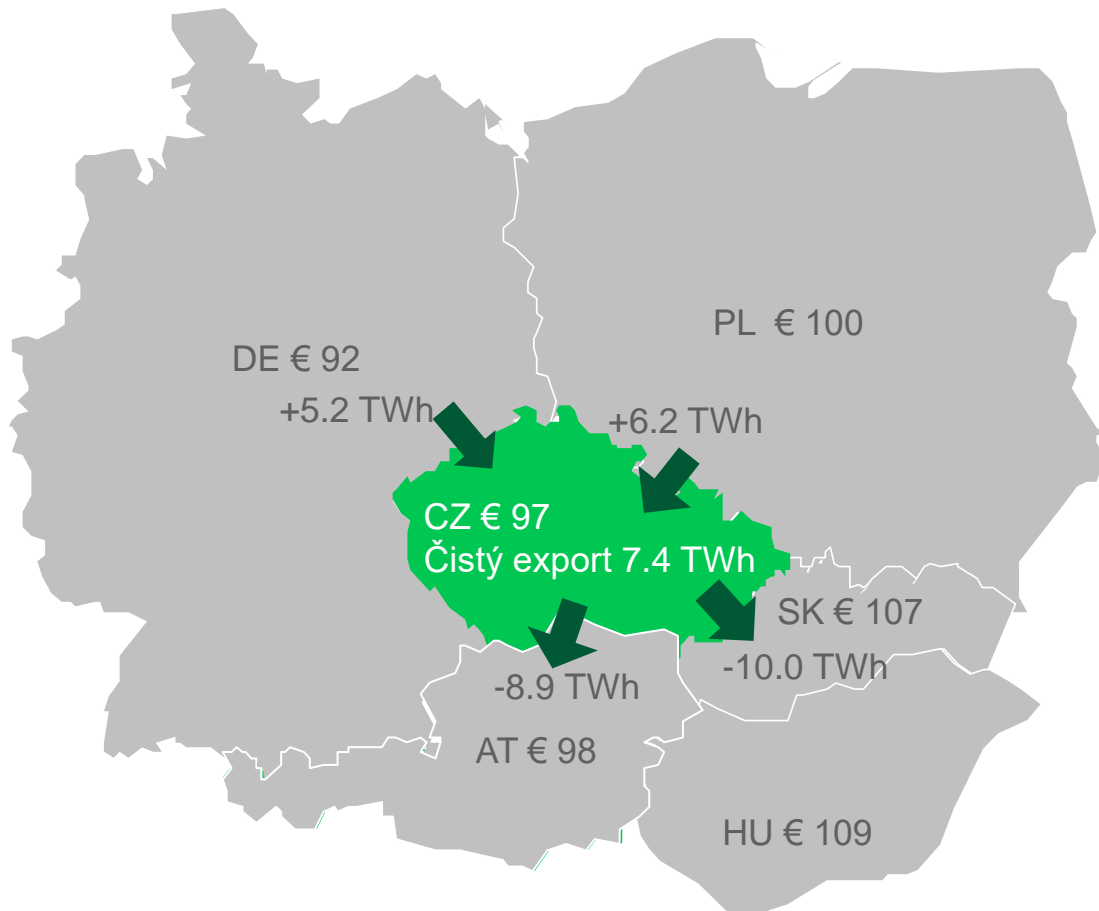 PL € 100
DE € 92
+5.2 TWh
+6.2 TWh
CZ € 97
Čistý export 7.4 TWh
SK € 107
-10.0 TWh
-8.9 TWh
AT € 98
HU € 109